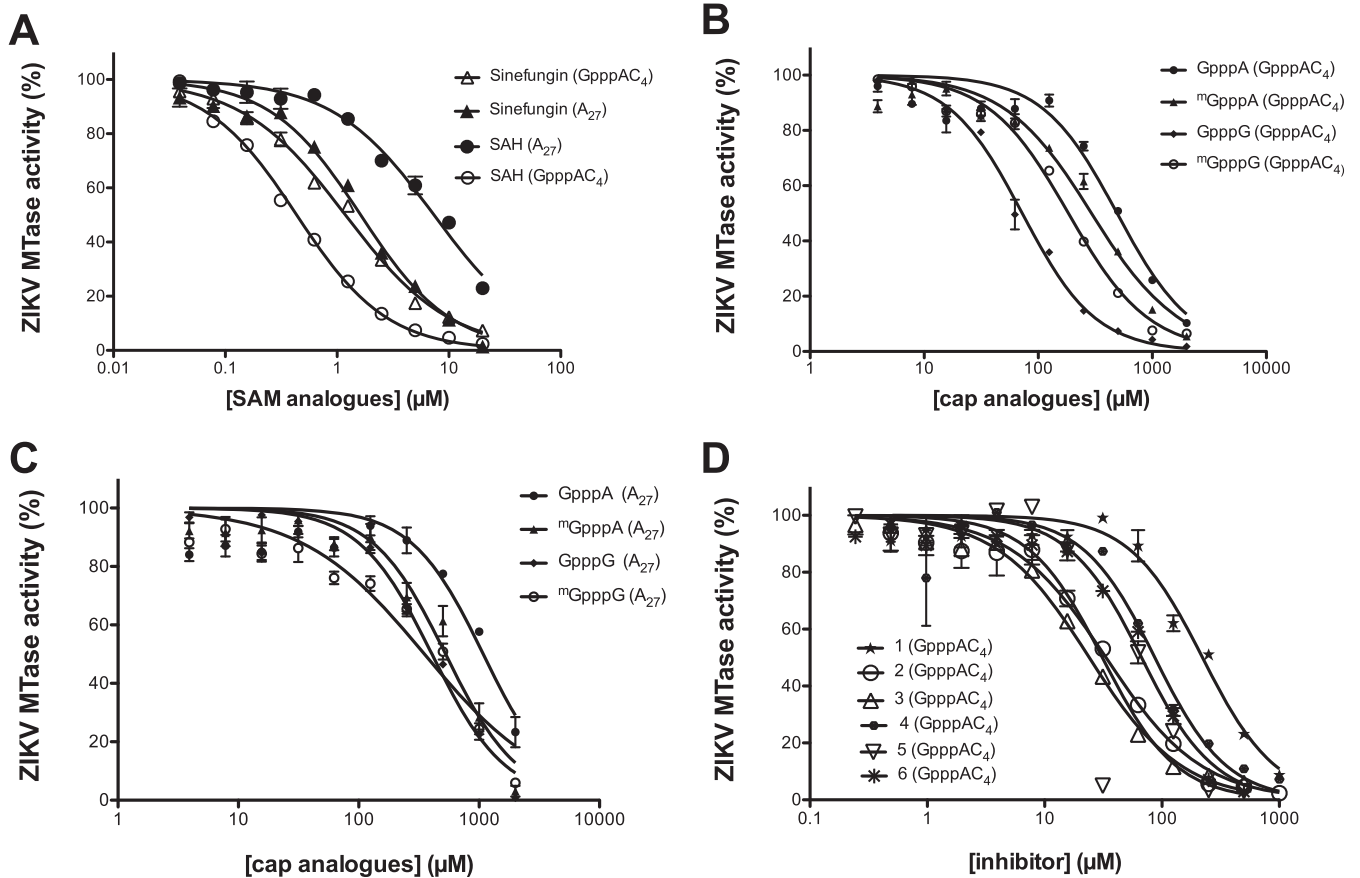 A
ZIKV MTase activity (%)
100
80
60
40
20
0
0.01 0.1 1 10 100
[SAM analogues] (µM)
Sinefungin (GpppAC4)
Sinefungin (A27)
SAH (A27)
SAH (GpppAC4)
B
ZIKV MTase activity (%)
100
80
60
40
20
0
1 10 100 1000 10000
[cap analogues] (µM)
GpppA (GpppAC4)
mGpppA (GpppAC4)
GpppG (GpppAC4)
mGpppG (GpppAC4)
C
ZIKV MTase activity (%)
100
80
60
40
20
0
1 10 100 1000 10000
[cap analogues] (µM)
GpppA (A27)
mGpppA (A27)
GpppG (A27)
mGpppG (A27)
D
ZIKV MTase activity (%)
100
80
60
40
20
0
0.1 1 10 100 1000
[inhibitor] (µM)
1 (GpppAC4)
2 (GpppAC4)
3 (GpppAC4)
4 (GpppAC4)
5 (GpppAC4)
6 (GpppAC4)